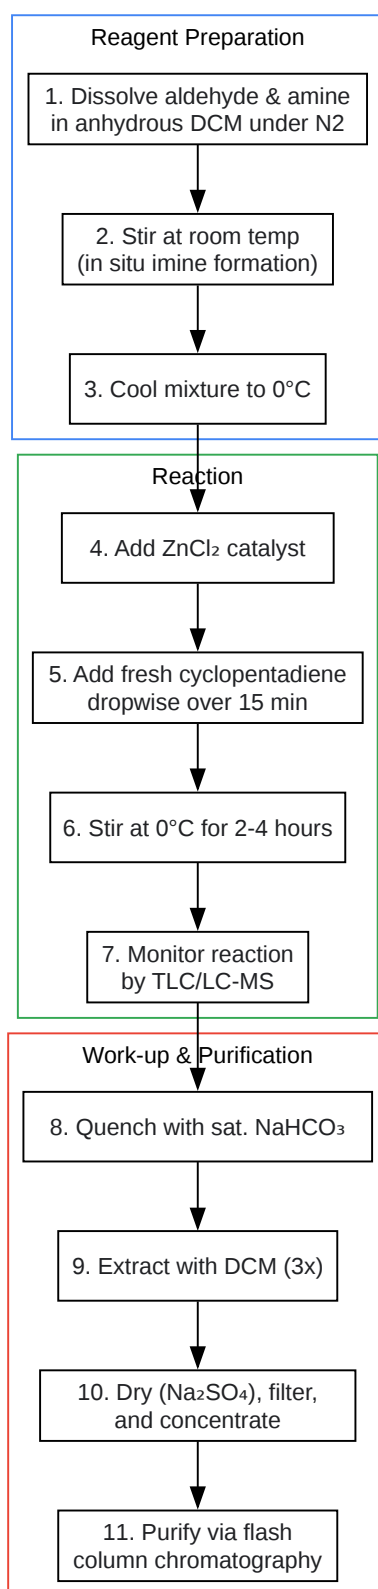 Reagent Preparation
1. Dissolve aldehyde & amine
in anhydrous DCM under N2
2. Stir at room temp
(in situ imine formation)
3. Cool mixture to 0°C
Reaction
4. Add ZnCl₂ catalyst
5. Add fresh cyclopentadiene
dropwise over 15 min
6. Stir at 0°C for 2-4 hours
7. Monitor reaction
by TLC/LC-MS
Work-up & Purification
8. Quench with sat. NaHCO₃
9. Extract with DCM (3x)
10. Dry (Na₂SO₄), filter,
and concentrate
11. Purify via flash
column chromatography